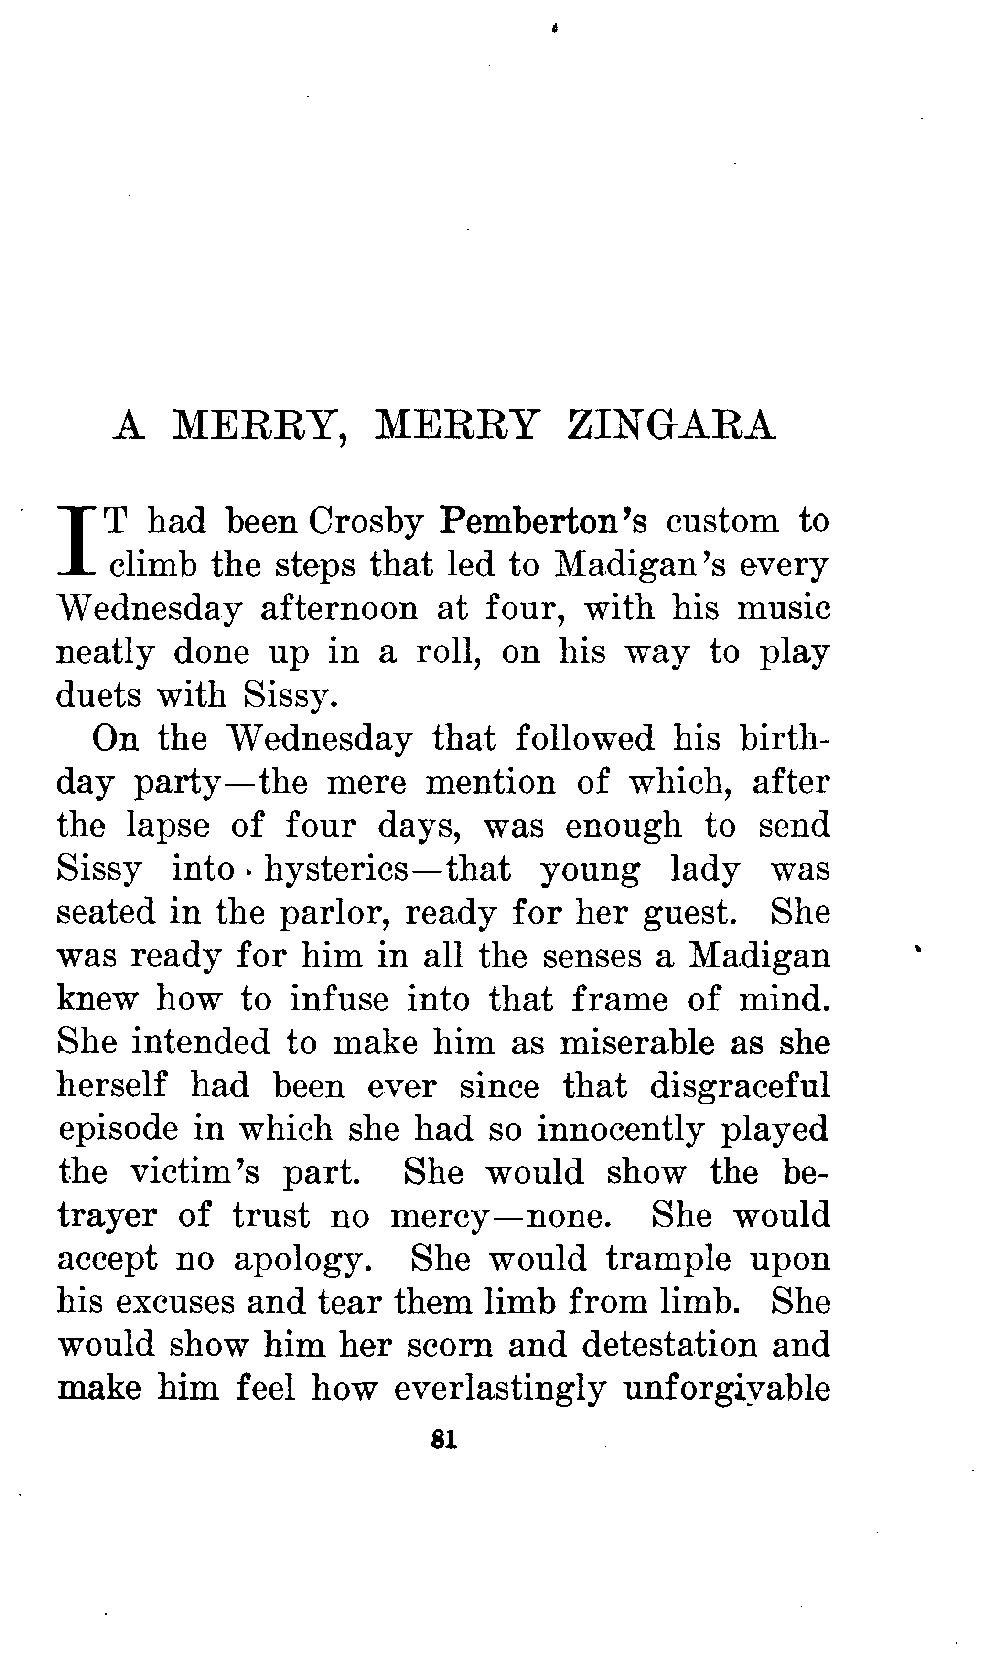 A MERRY, MERRY ZINGARA
IT had been Crosby Pemberton's custom to
climb the steps that led to Madigan's every
Wednesday afternoon at four, with his music
neatly done up in a roll, on his way to play
duets with Sissy.
On the Wednesday that followed his birth-
day party—the mere mention of which, after
the lapse of four days, was enough to send
Sissy into hysterics—that young lady was
seated in the parlor, ready for her guest. She
was ready for him in all the senses a Madigan
knew how to infuse into that frame of mind.
She intended to make him as miserable as she
herself had been ever since that disgraceful
episode in which she had so innocently played
the victim's part. She would show the be-
trayer of trust no mercy—none. She would
accept no apology. She would trample upon
his excuses and tear them limb from limb. She
would show him her scorn and detestation and
make him feel how everlastingly unforgivable
81